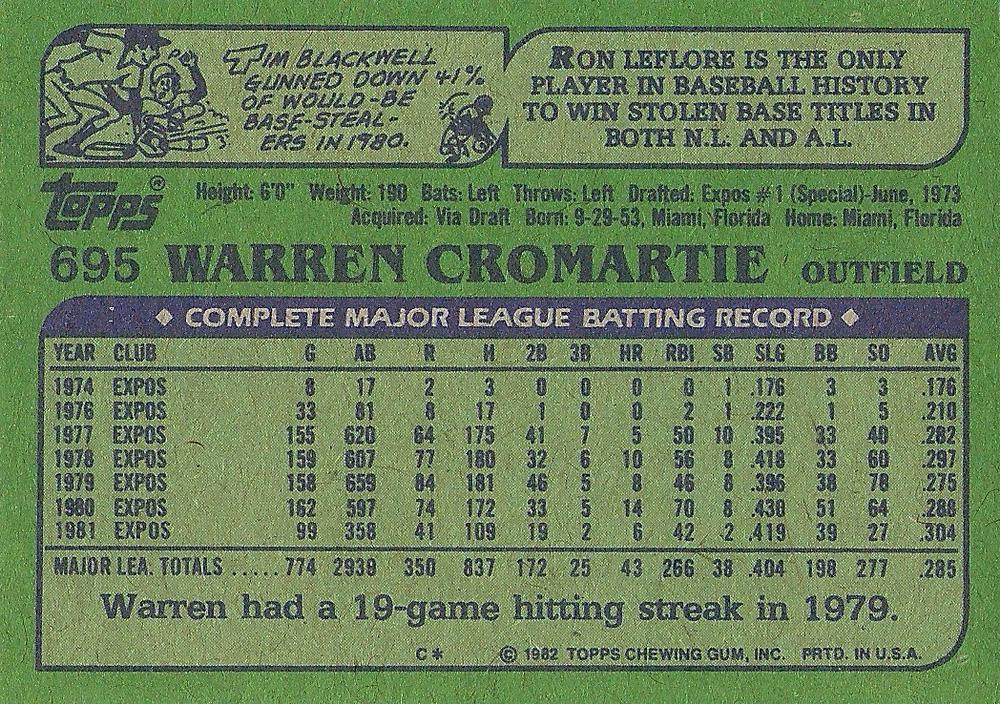 TIM BLACKWELL
GUNNED DOWN 41%
OF WOULD-BE
BASE-STEAL-
ERS IN 1980.
RON LEFLORE IS THE ONLY
PLAYER IN BASEBALL HISTORY
TO WIN STOLEN BASE TITLES IN
BOTH N.L. AND A.L.
TOPPS®
Height: 6'0" Weight: 190 Bats: Left Throws: Left Drafted: Expos #1 (Special)-June, 1973
Acquired: Via Draft Born: 9-29-53, Miami, Florida Home: Miami, Florida
695 WARREN CROMARTIE OUTFIELD
◆ COMPLETE MAJOR LEAGUE BATTING RECORD ◆
YEAR CLUB G AB R H 2B 3B HR RBI SB SLG BB SO AVG
1974 EXPOS 8 17 2 3 0 0 0 0 1 .176 3 3 .176
1976 EXPOS 33 81 8 17 1 0 0 2 1 .222 1 5 .210
1977 EXPOS 155 620 64 175 41 7 5 50 10 .395 33 40 .282
1978 EXPOS 159 607 77 180 32 6 10 56 8 .418 33 60 .297
1979 EXPOS 158 659 84 181 46 5 8 46 8 .396 38 78 .275
1980 EXPOS 162 597 74 172 33 5 14 70 8 .430 51 64 .288
1981 EXPOS 99 358 41 109 19 2 6 42 2 .419 39 27 .304
MAJOR LEA. TOTALS .....774 2939 350 837 172 25 43 266 38 .404 198 277 .285
Warren had a 19-game hitting streak in 1979.
C* © 1982 TOPPS CHEWING GUM, INC. PRTD. IN U.S.A.